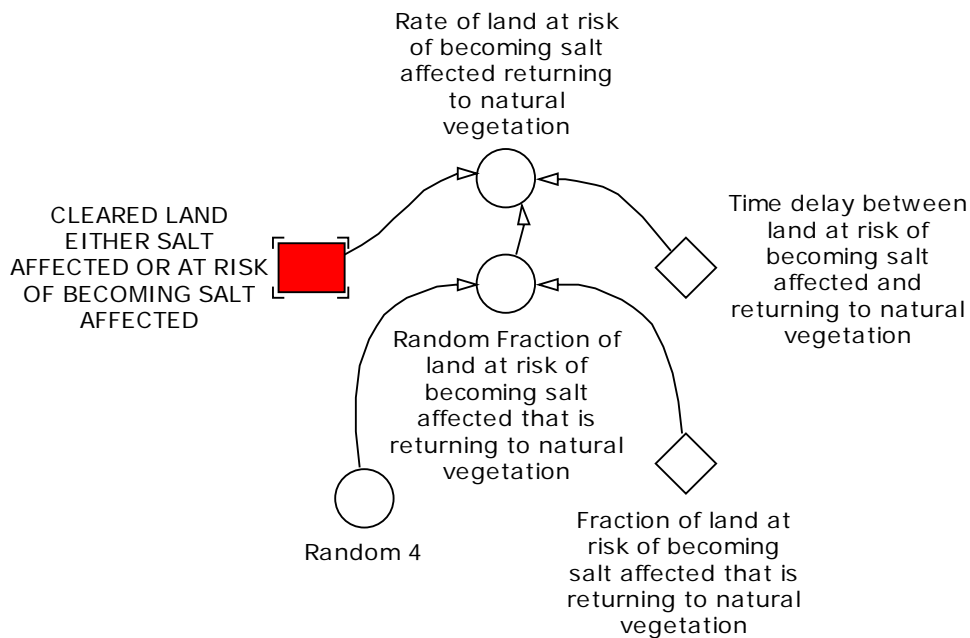 Rate of land at risk
of becoming salt
affected returning
to natural
vegetation
CLEARED LAND
EITHER SALT
AFFECTED OR AT RISK
OF BECOMING SALT
AFFECTED
Time delay between
land at risk of
becoming salt
affected and
returning to natural
vegetation
Random Fraction of
land at risk of
becoming salt
affected that is
returning to natural
vegetation
Random 4
Fraction of land at
risk of becoming
salt affected that is
returning to natural
vegetation